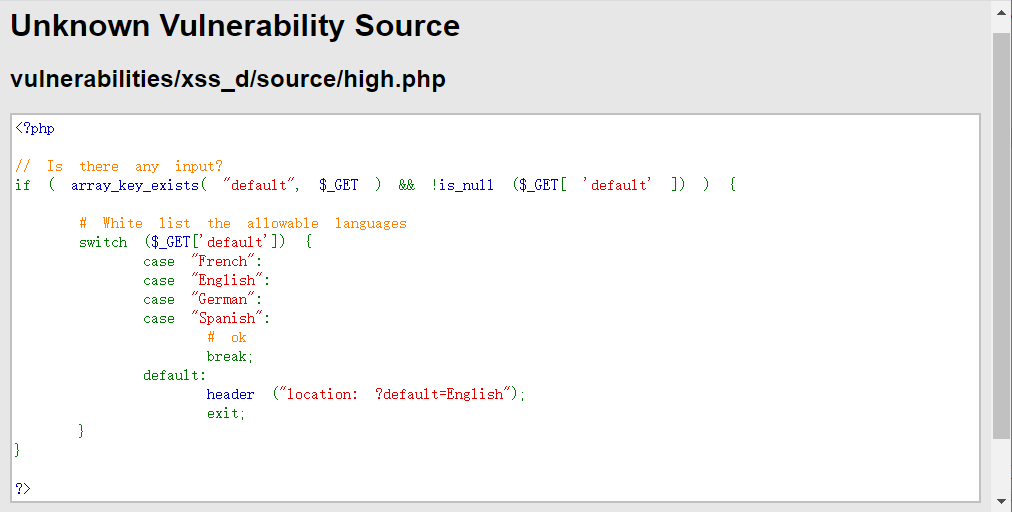 Unknown Vulnerability Source
vulnerabilities/xss_d/source/high.php
<?php
// Is there any input?
if ( array_key_exists( "default", $_GET ) && !is_null ($_GET[ 'default' ]) ) {
# White list the allowable languages
switch ($_GET['default']) {
case "French":
case "English":
case "German":
case "Spanish":
# ok
break;
default:
header ("location: ?default=English");
exit;
}
}
?>